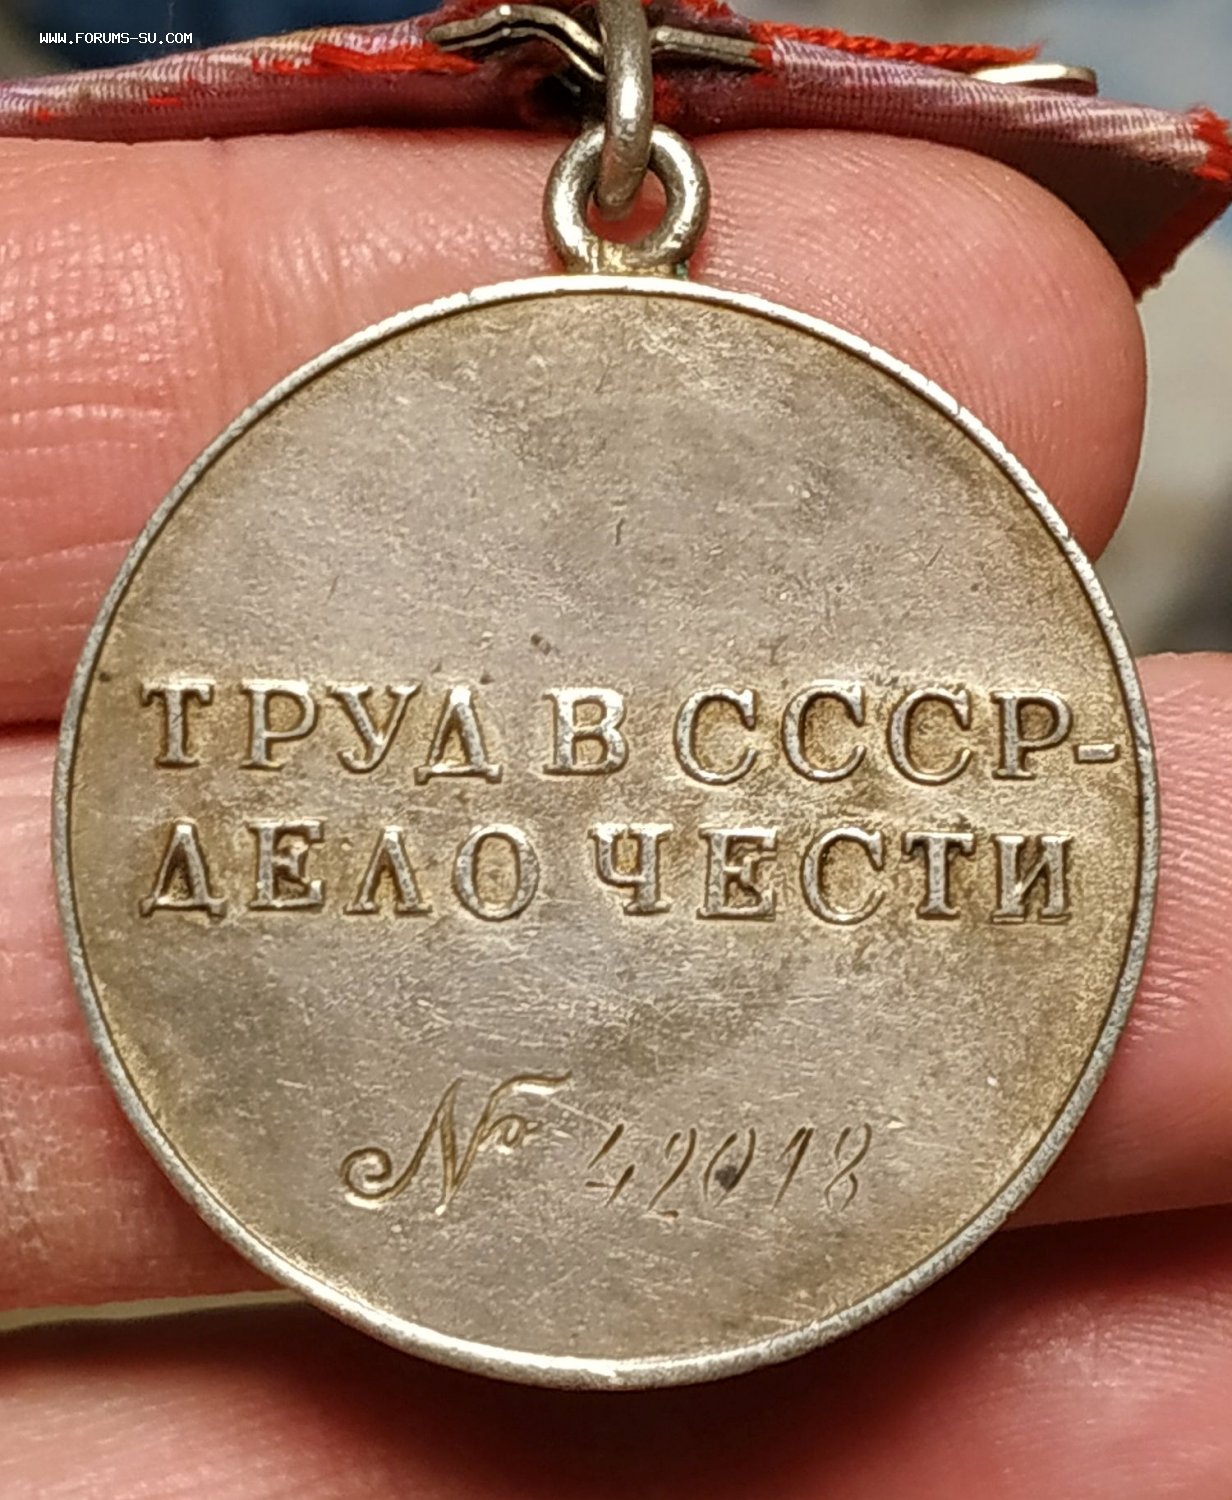 WWW.FORUMS-SU.COM
ТРУД В СССР-
ДЕЛО ЧЕСТИ
№ 42018